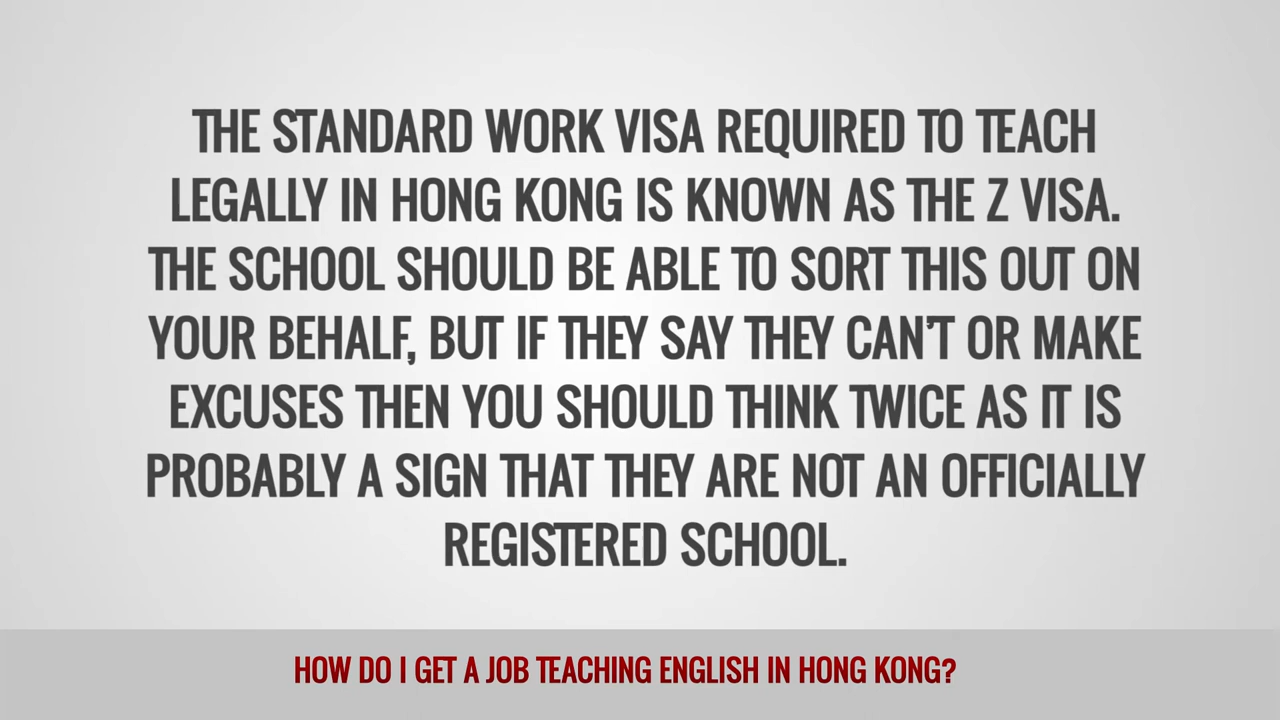 THE STANDARD WORK VISA REQUIRED TO TEACH
LEGALLY IN HONG KONG IS KNOWN AS THE Z VISA.
THE SCHOOL SHOULD BE ABLE TO SORT THIS OUT ON
YOUR BEHALF, BUT IF THEY SAY THEY CAN'T OR MAKE
EXCUSES THEN YOU SHOULD THINK TWICE AS IT IS
PROBABLY A SIGN THAT THEY ARE NOT AN OFFICIALLY
REGISTERED SCHOOL.
HOW DO I GET A JOB TEACHING ENGLISH IN HONG KONG?